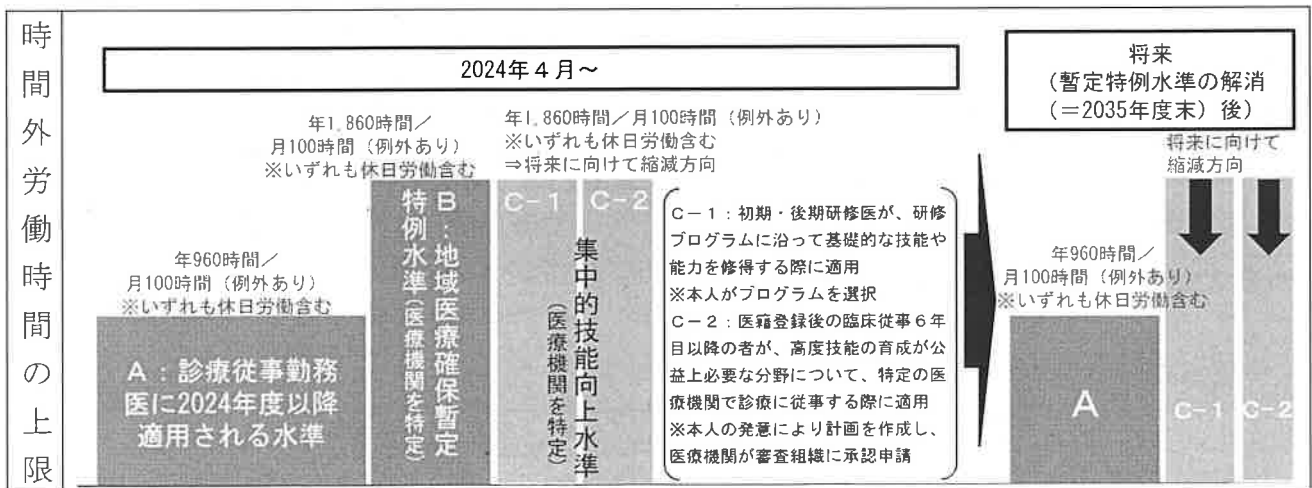 時間外労働時間の上限
2024年４月～
将来
（暫定特例水準の解消
（＝2035年度末）後）
年1,860時間／
月100時間（例外あり）
※いずれも休日労働含む
年1,860時間／月100時間（例外あり）
※いずれも休日労働含む
⇒将来に向けて縮減方向
年960時間／
月100時間（例外あり）
※いずれも休日労働含む
Ａ：診療従事勤務
医に2024年度以降
適用される水準
Ｂ：地域医療確保暫定
特例水準（医療機関を特定）
Ｃ－１
Ｃ－２
集中的技能向上水準
（医療機関を特定）
Ｃ－１：初期・後期研修医が、研修
プログラムに沿って基礎的な技能や
能力を修得する際に適用
※本人がプログラムを選択
Ｃ－２：医籍登録後の臨床従事６年
目以降の者が、高度技能の育成が公
益上必要な分野について、特定の医
療機関で診療に従事する際に適用
※本人の発意により計画を作成し、
医療機関が審査組織に承認申請
将来に向けて
縮減方向
年960時間／
月100時間（例外あり）
※いずれも休日労働含む
Ａ
Ｃ－１
Ｃ－２